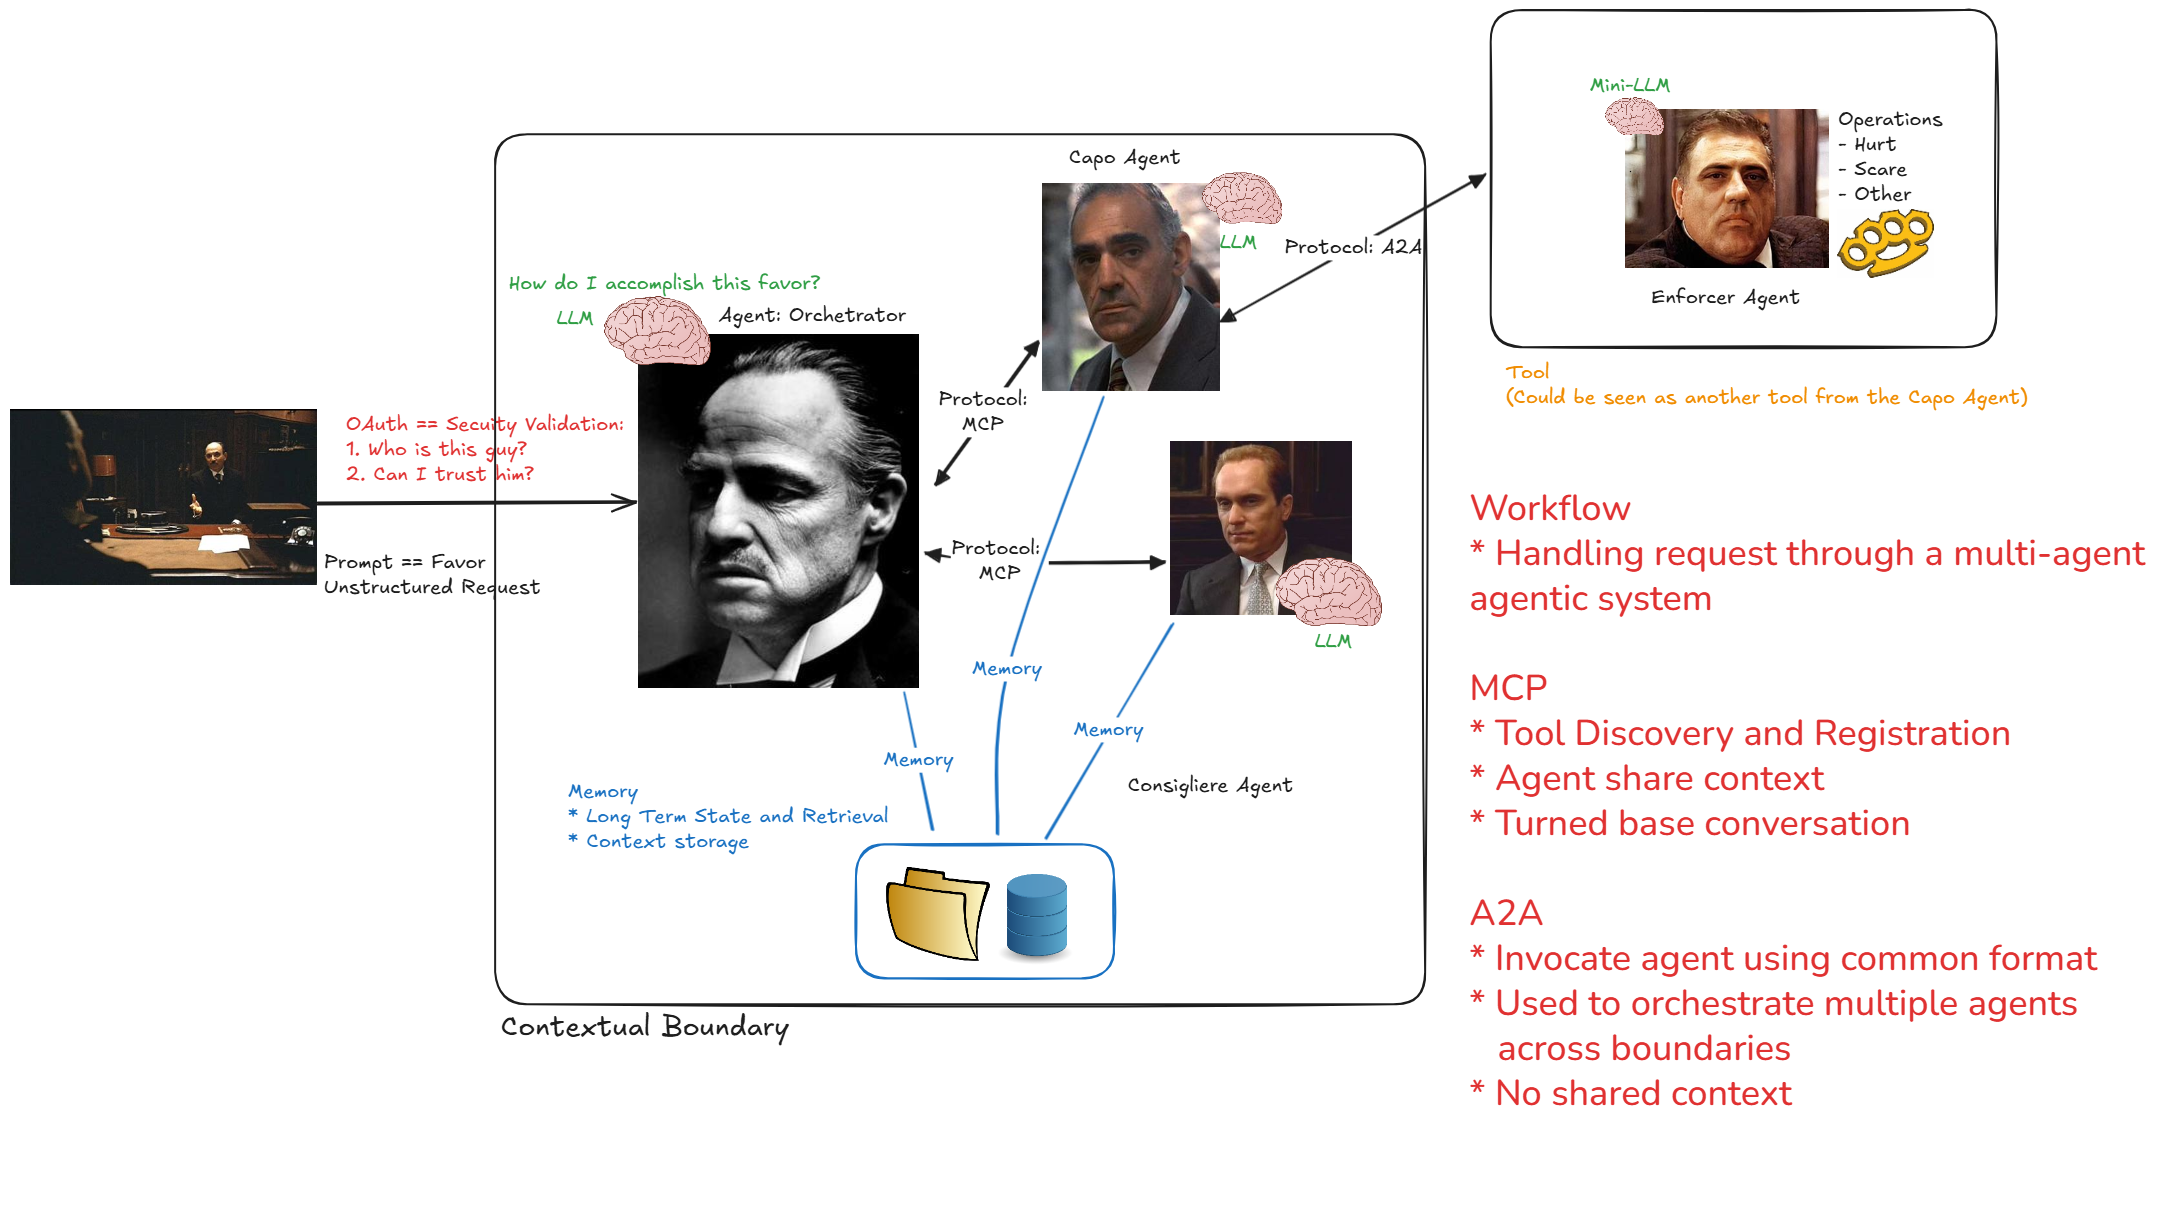 Mini-LLM
Operations
- Hurt
- Scare
- Other
Enforcer Agent
Tool
(Could be seen as another tool from the Capo Agent)
Capo Agent
LLM
Protocol: A2A
How do I accomplish this favor?
LLM
Agent: Orchetrator
Protocol:
MCP
OAuth == Secuity Validation:
1. Who is this guy?
2. Can I trust him?
Prompt == Favor
Unstructured Request
Protocol:
MCP
LLM
Memory
Memory
Memory
Consigliere Agent
Memory
* Long Term State and Retrieval
* Context storage
Contextual Boundary
Workflow
* Handling request through a multi-agent
agentic system
MCP
* Tool Discovery and Registration
* Agent share context
* Turned base conversation
A2A
* Invocate agent using common format
* Used to orchestrate multiple agents
across boundaries
* No shared context